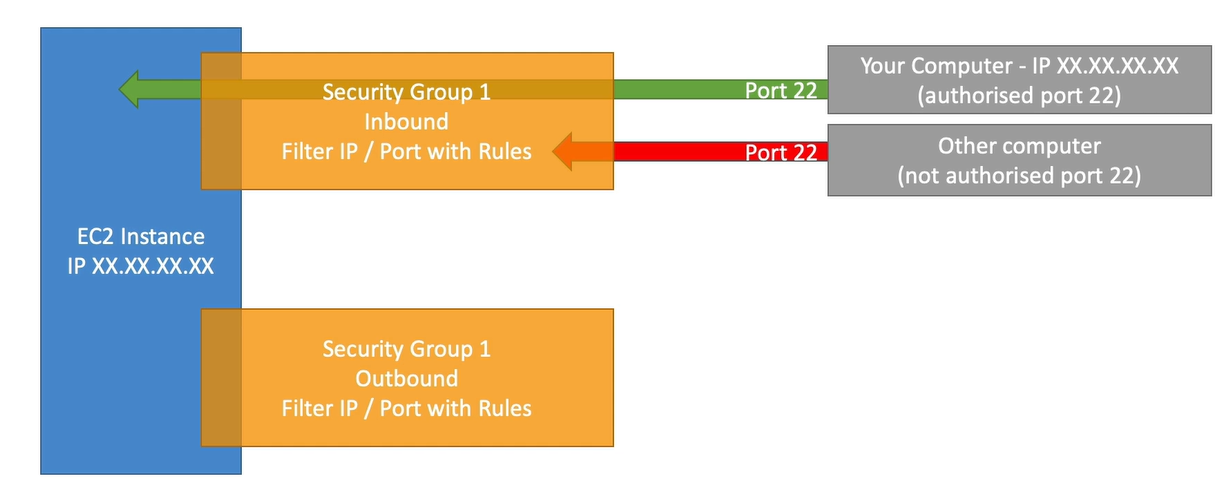 Security Group 1
Inbound
Filter IP / Port with Rules
Port 22
Your Computer - IP XX.XX.XX.XX
(authorised port 22)
Port 22
Other computer
(not authorised port 22)
EC2 Instance
IP XX.XX.XX.XX
Security Group 1
Outbound
Filter IP / Port with Rules